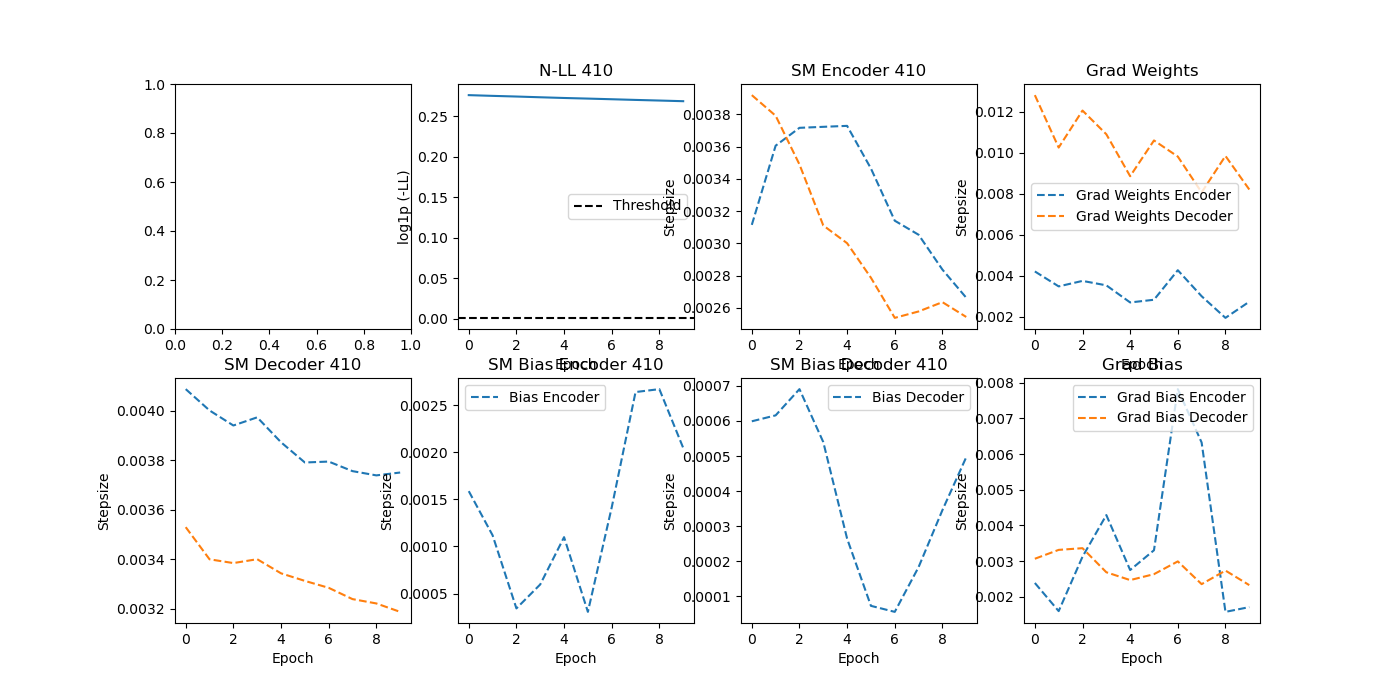 1.0
0.8
0.6
0.4
0.2
0.0
0.0 0.2 0.4 0.6 0.8 1.0
N-LL 410
log1p (-LL)
0.25
0.20
0.15
0.10
0.05
0.00
Threshold
0 2 4 6 8
Epoch
SM Encoder 410
Stepsize
0.0038
0.0036
0.0034
0.0032
0.0030
0.0028
0.0026
0 2 4 6 8
Epoch
Grad Weights
Stepsize
0.012
0.010
0.008
0.006
0.004
0.002
Grad Weights Encoder
Grad Weights Decoder
0 2 4 6 8
Epoch
SM Decoder 410
Stepsize
0.0040
0.0038
0.0036
0.0034
0.0032
0 2 4 6 8
Epoch
SM Bias Encoder 410
Stepsize
0.0025
0.0020
0.0015
0.0010
0.0005
Bias Encoder
0 2 4 6 8
SM Bias Decoder 410
Stepsize
0.0007
0.0006
0.0005
0.0004
0.0003
0.0002
0.0001
Bias Decoder
0 2 4 6 8
Epoch
Grad Bias
Stepsize
0.008
0.007
0.006
0.005
0.004
0.003
0.002
Grad Bias Encoder
Grad Bias Decoder
0 2 4 6 8
Epoch